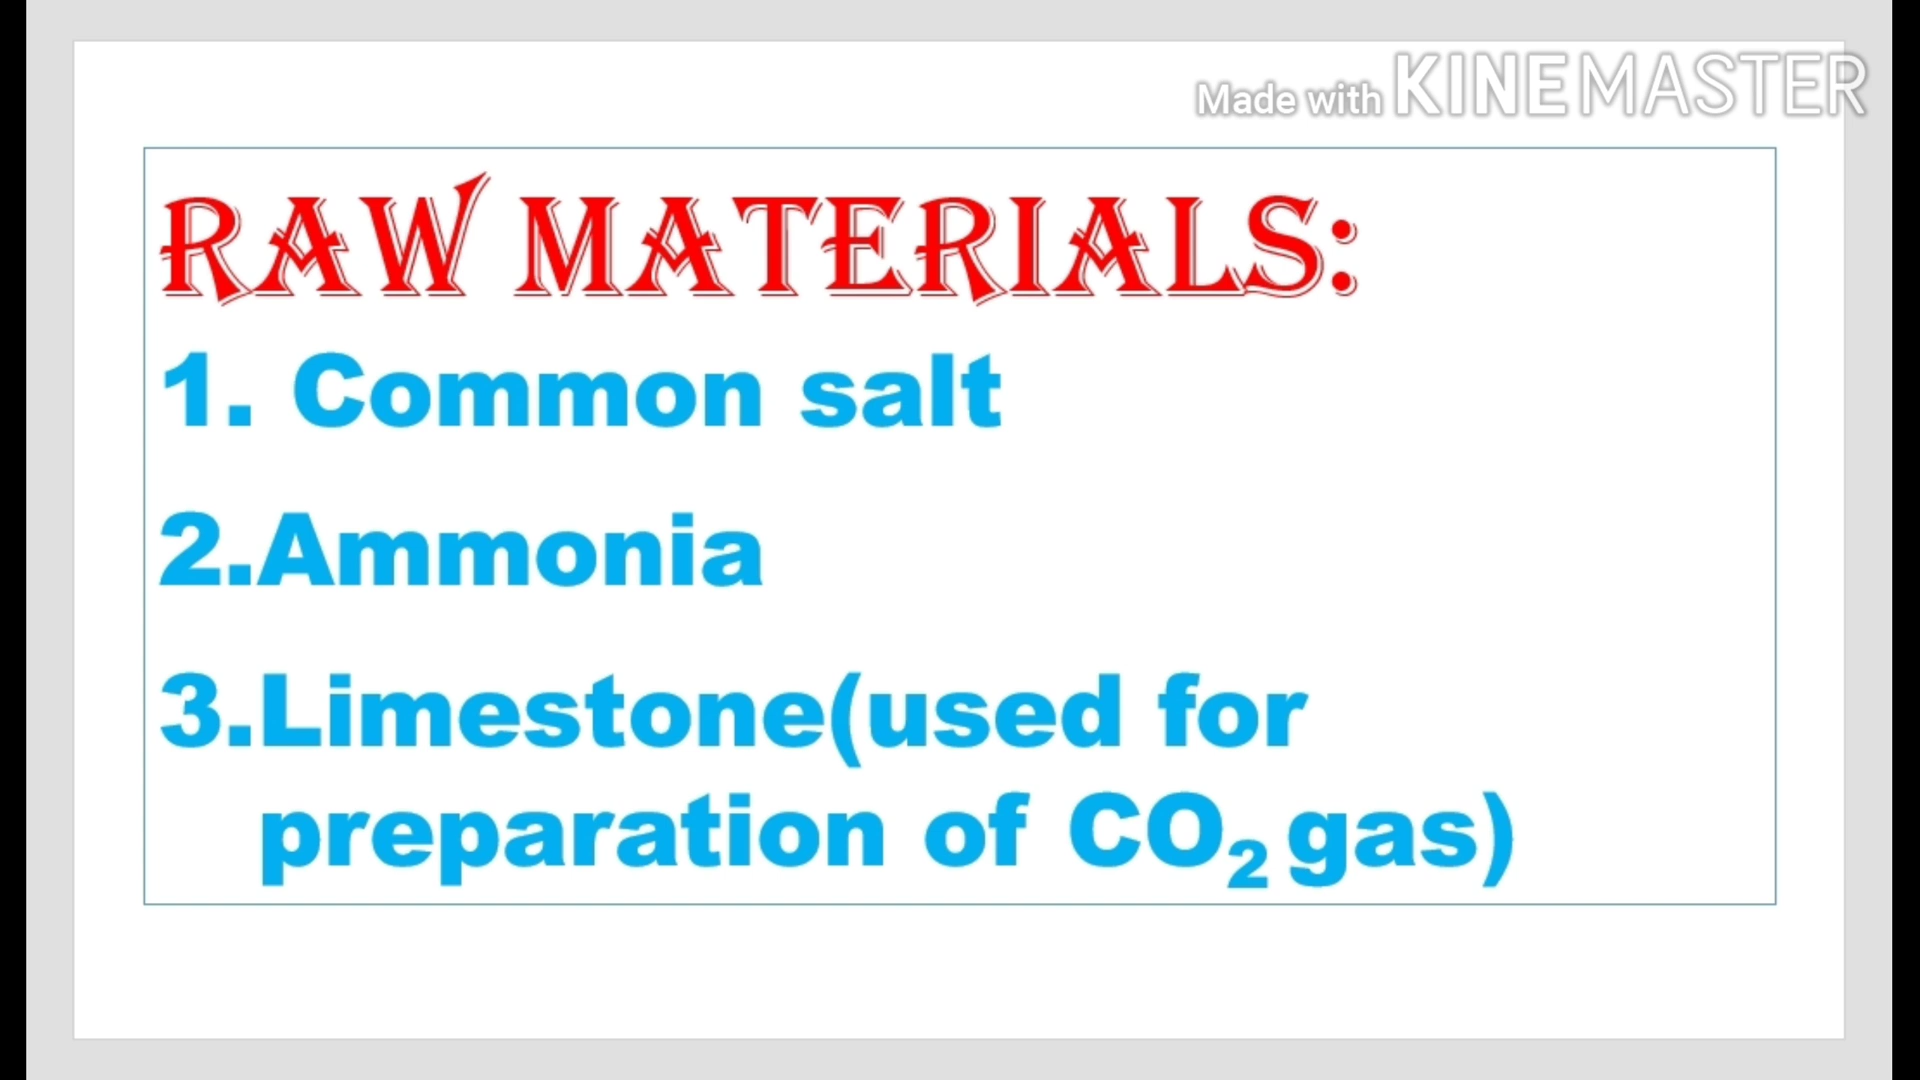 Made with KINEMASTER
RAW MATERIALS:
1. Common salt
2.Ammonia
3.Limestone(used for
preparation of CO₂ gas)